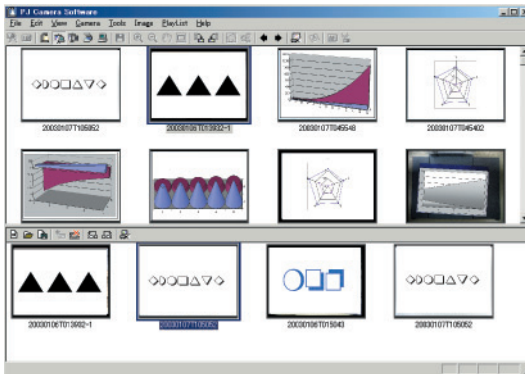 PJ Camera Software
File Edit View Camera Tools Image PlayList Help
20030107T105052 20030106T013932-1 20030107T045548 20030107T045402
20030106T013902-1 20030107T105052 20030106T015043 20030107T105052